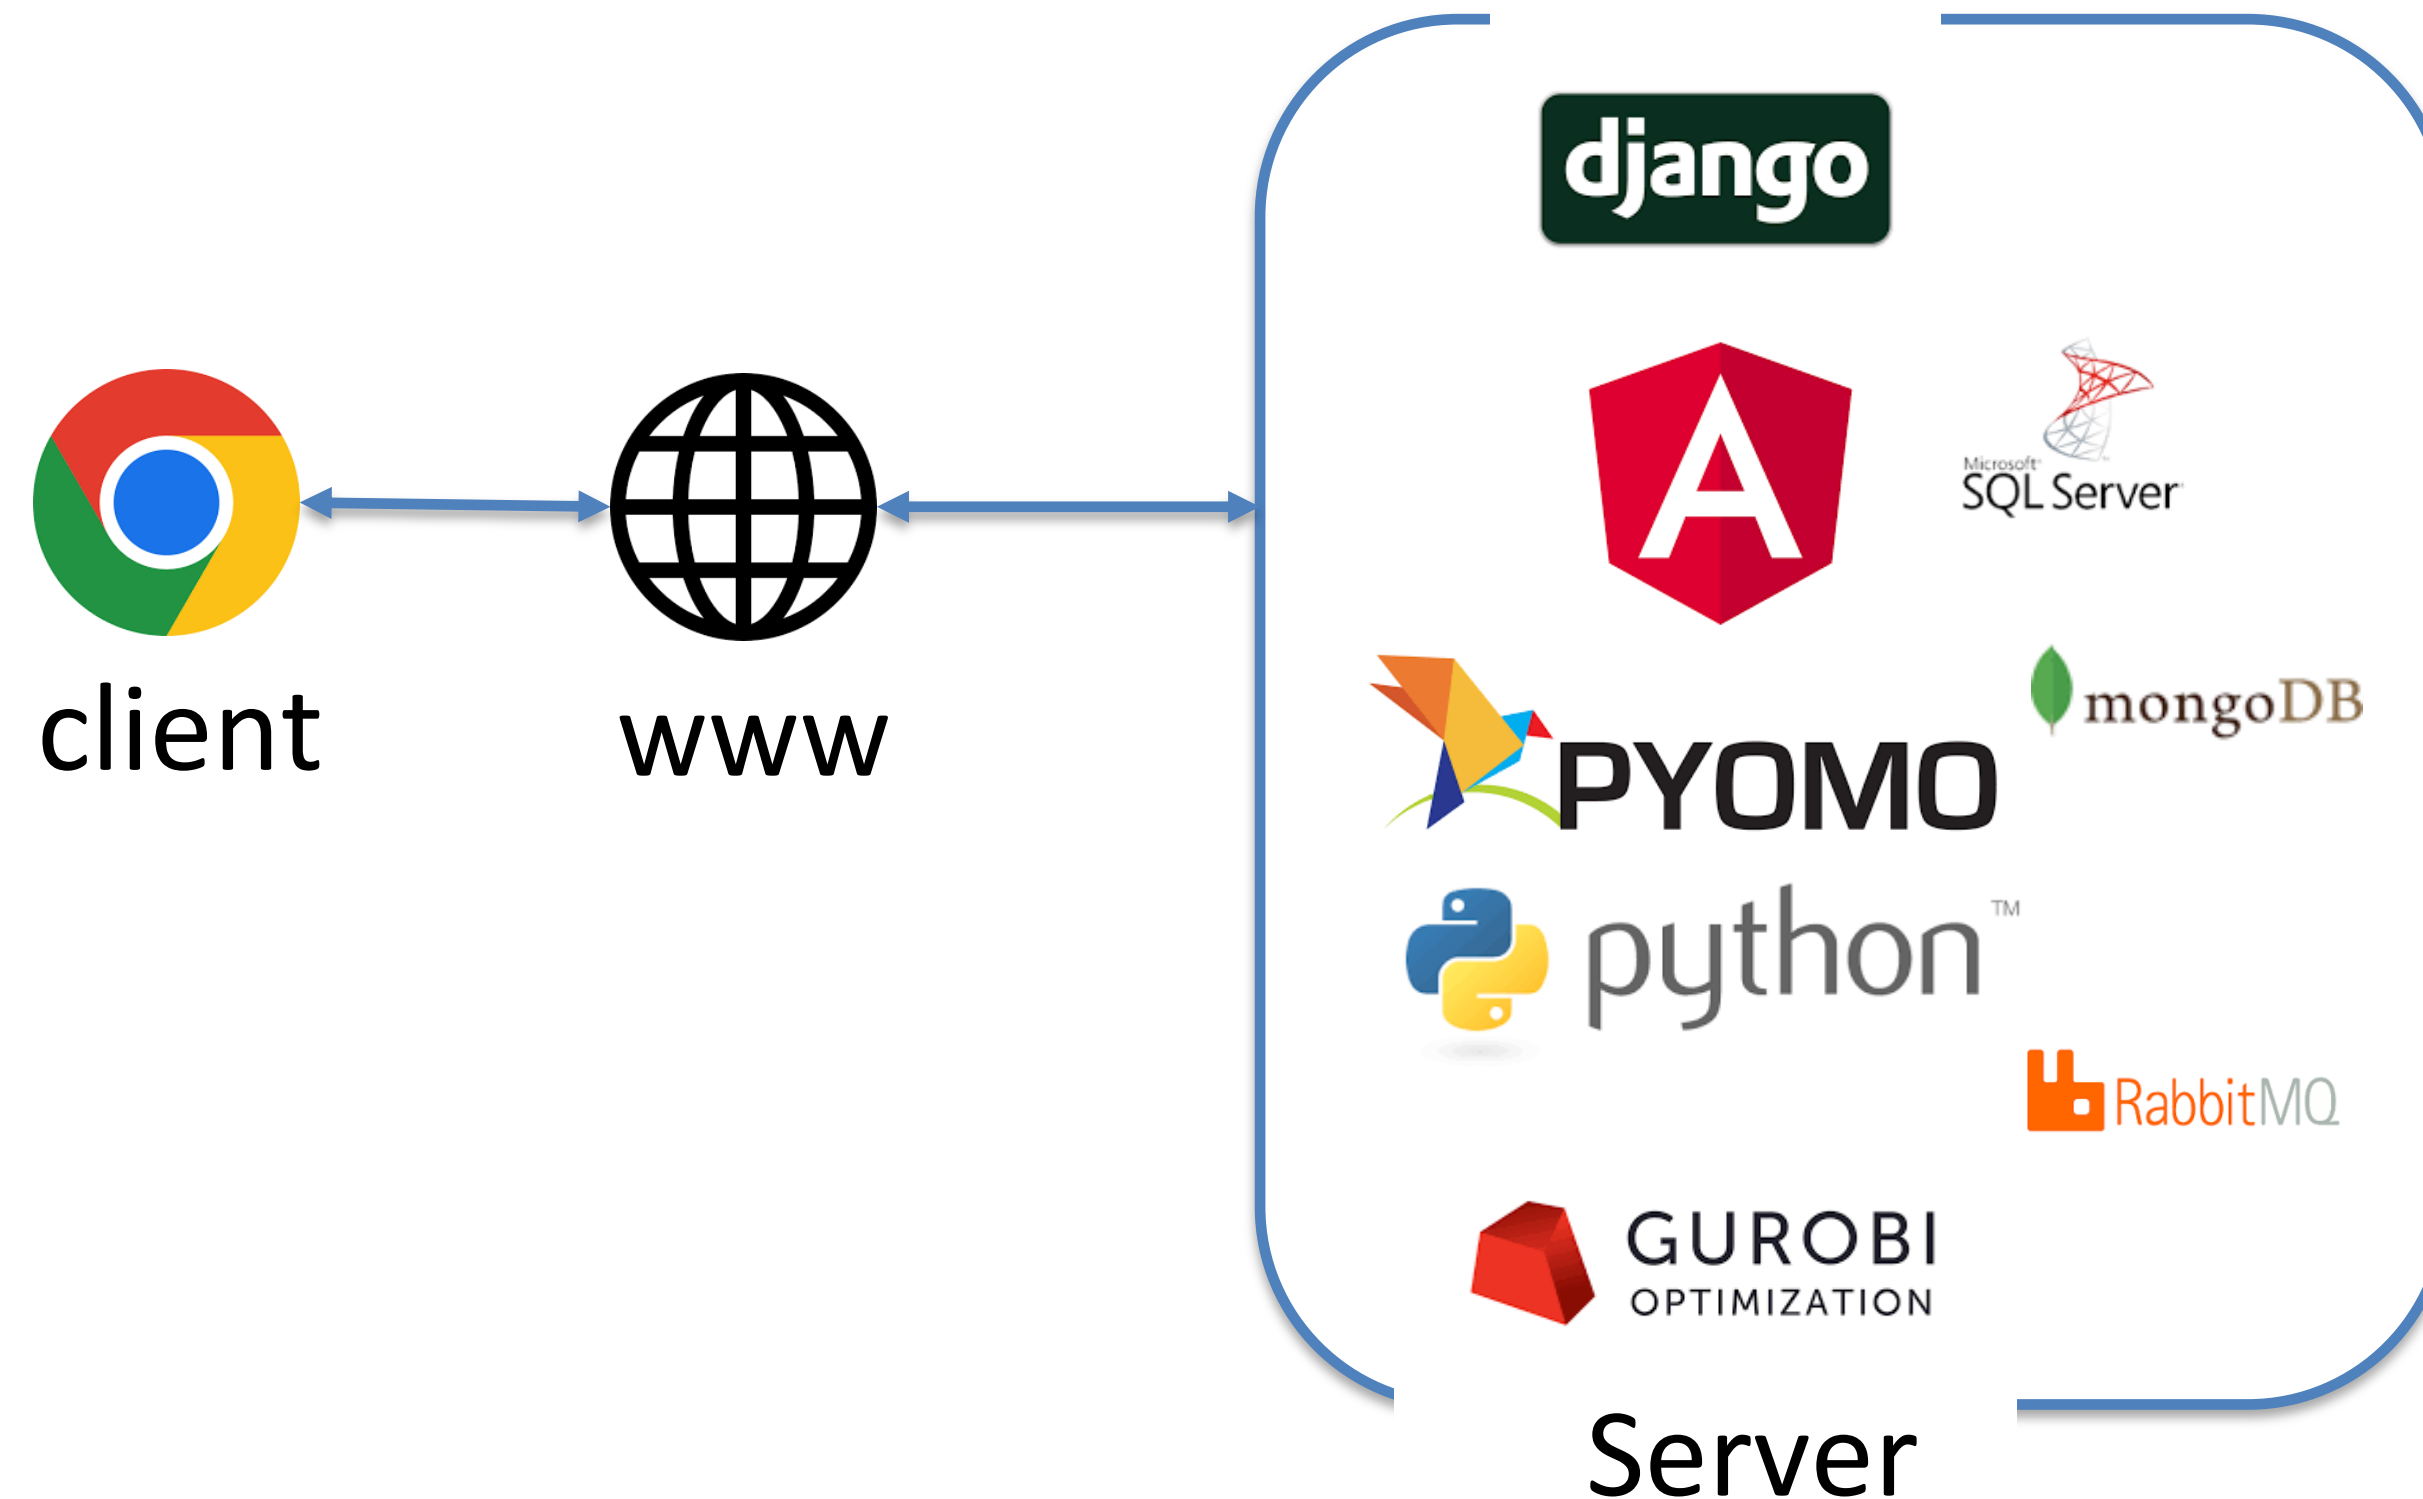 django
Microsoft®
SQL Server
mongoDB
PYOMO
python™
RabbitMQ
GUROBI
OPTIMIZATION
client
www
Server